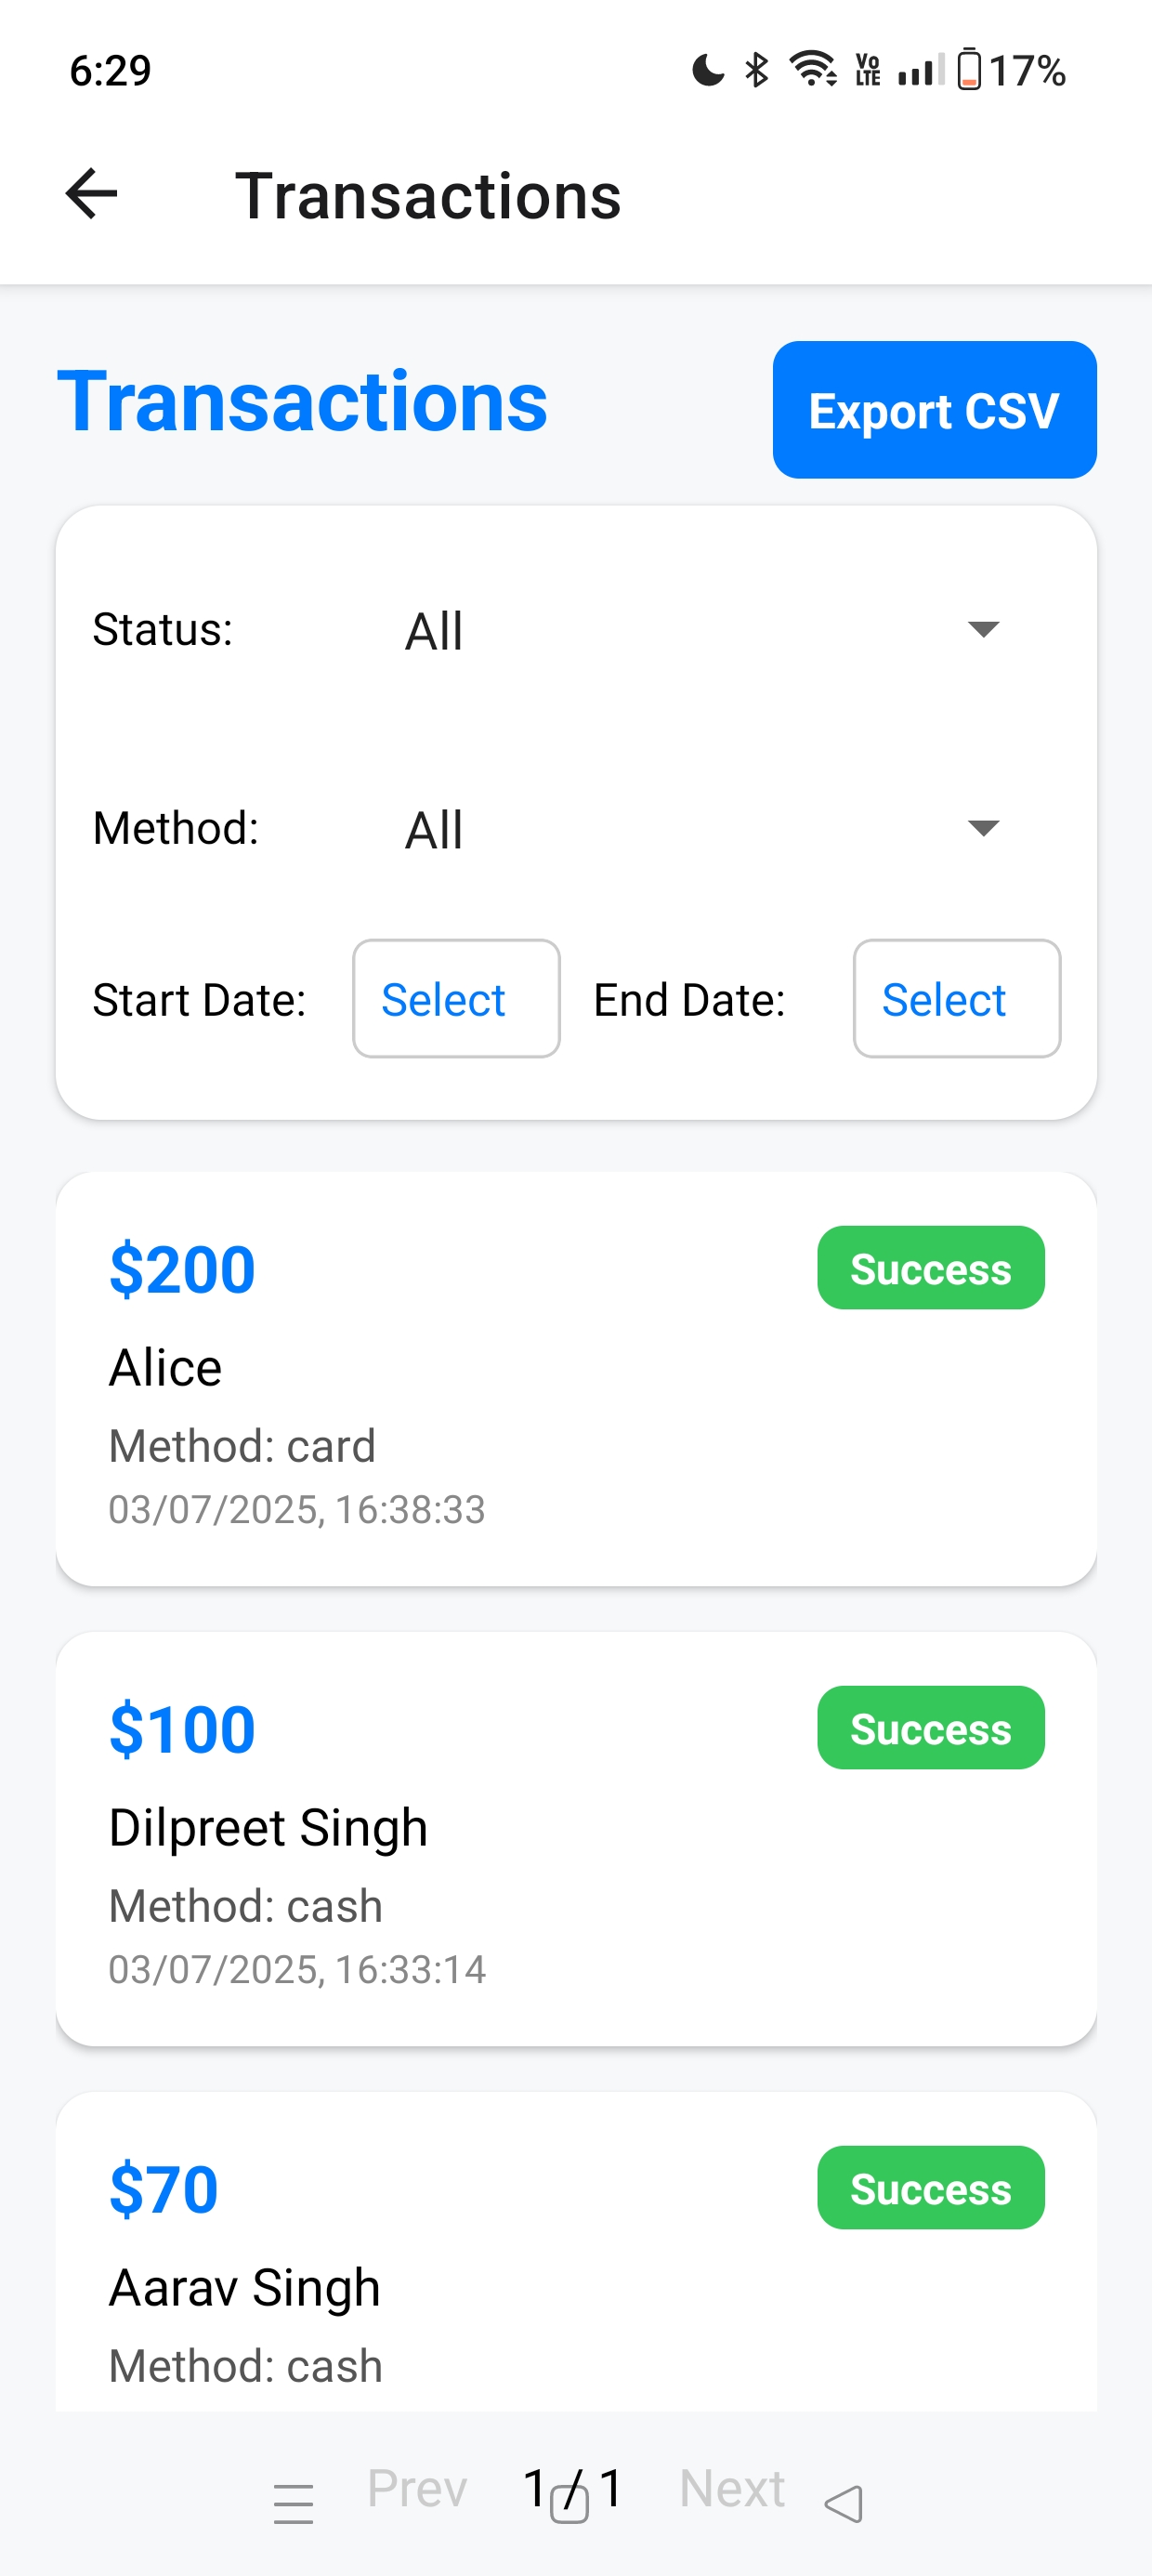 6:29 Vo LTE 17%
Transactions
Transactions Export CSV
Status: All
Method: All
Start Date: Select End Date: Select
$200 Success
Alice
Method: card
03/07/2025, 16:38:33
$100 Success
Dilpreet Singh
Method: cash
03/07/2025, 16:33:14
$70 Success
Aarav Singh
Method: cash
Prev 1 / 1 Next